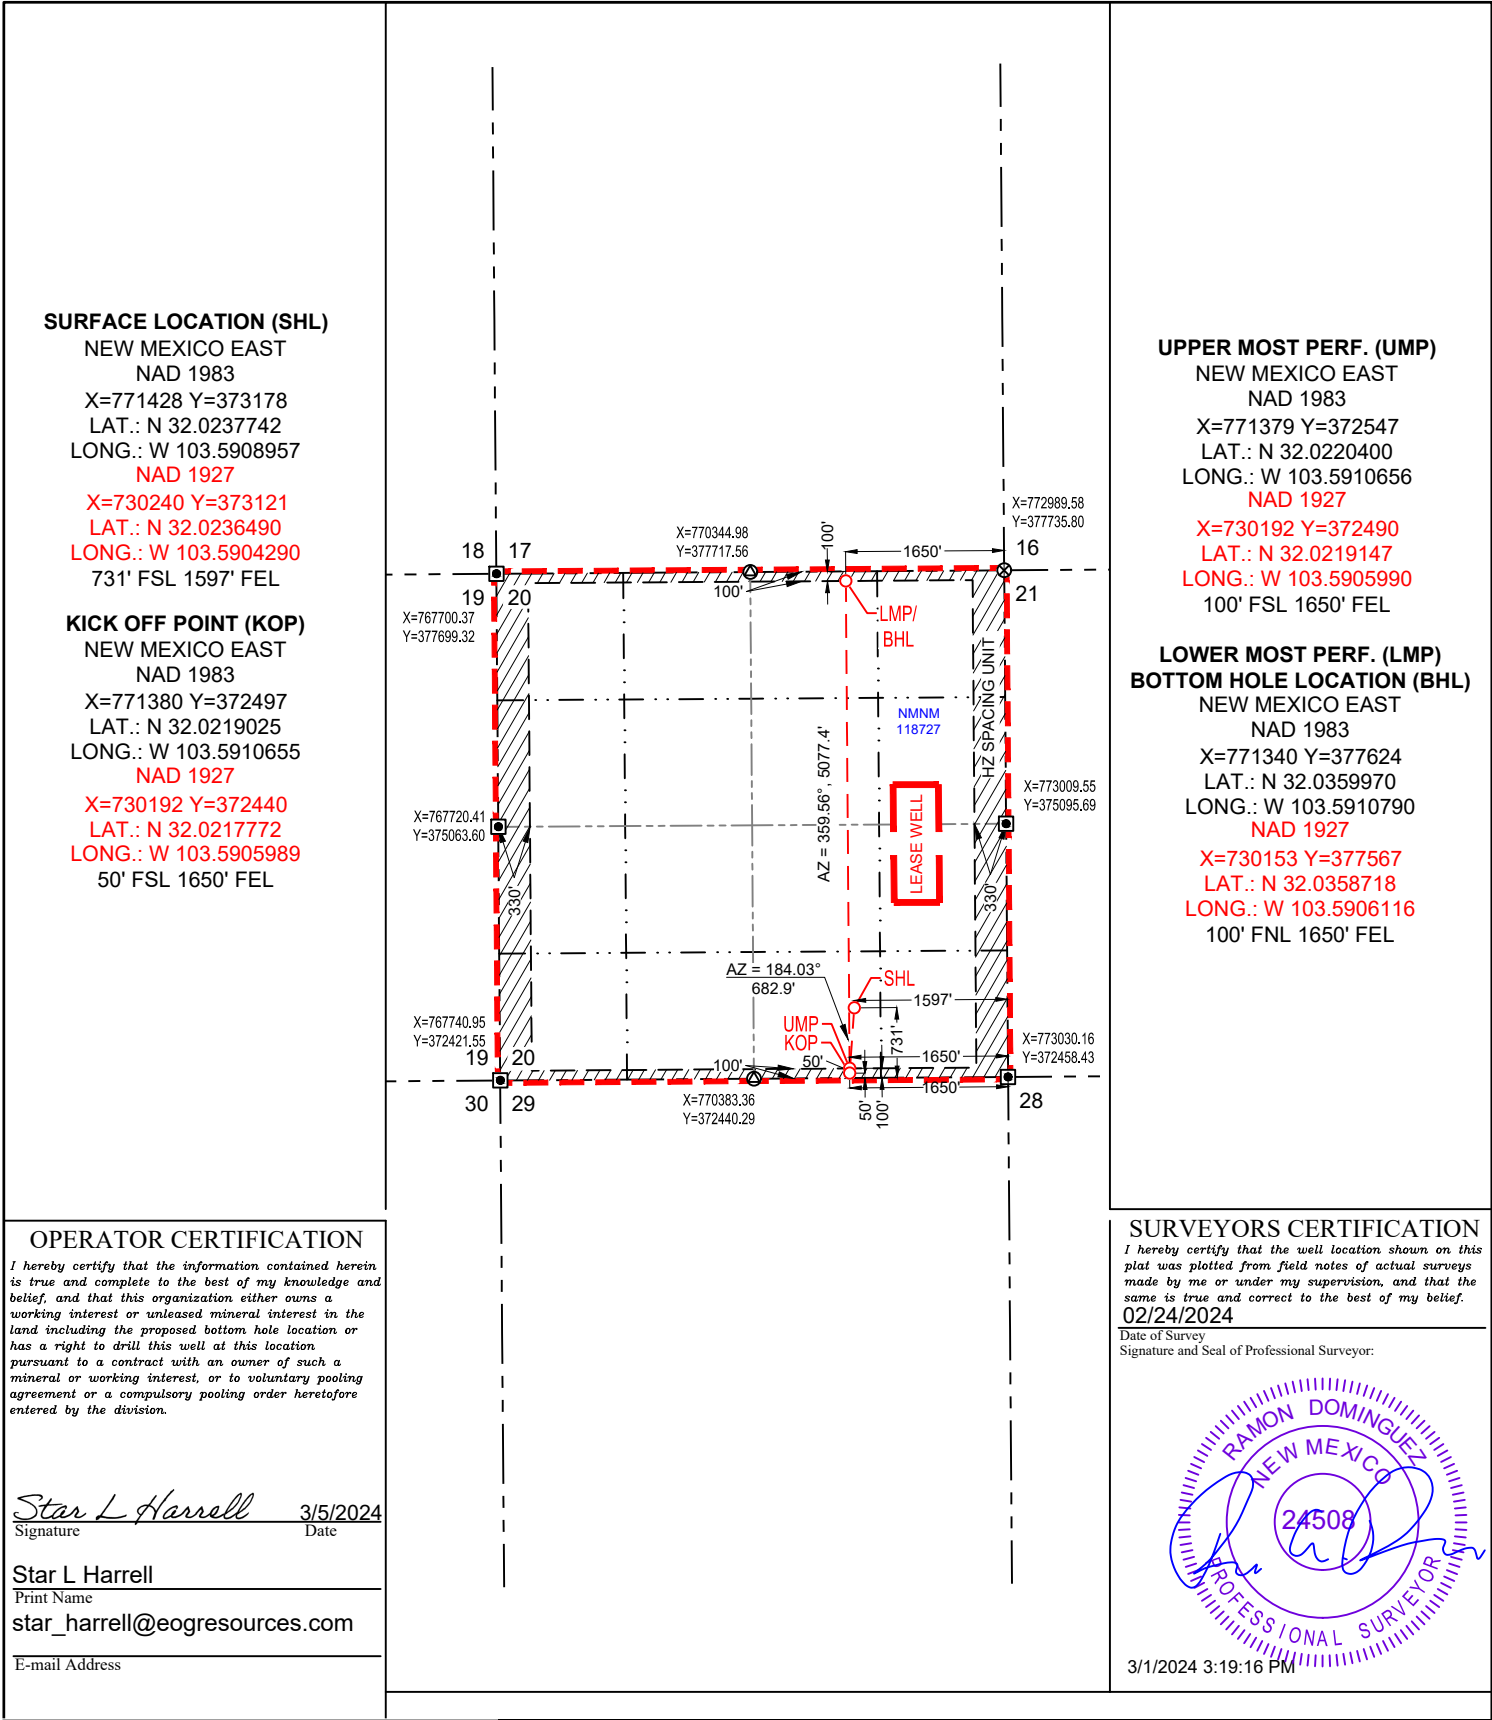 SURFACE LOCATION (SHL)
NEW MEXICO EAST
NAD 1983
X=771428 Y=373178
LAT.: N 32.0237742
LONG.: W 103.5908957
NAD 1927
X=730240 Y=373121
LAT.: N 32.0236490
LONG.: W 103.5904290
731' FSL 1597' FEL
KICK OFF POINT (KOP)
NEW MEXICO EAST
NAD 1983
X=771380 Y=372497
LAT.: N 32.0219025
LONG.: W 103.5910655
NAD 1927
X=730192 Y=372440
LAT.: N 32.0217772
LONG.: W 103.5905989
50' FSL 1650' FEL
X=772989.58
Y=377735.80
X=770344.98
Y=377717.56
100'
1650'
18 17
16
19 20
21
100'
X=767700.37
Y=377699.32
LMP/
BHL
HZ SPACING UNIT
NMNM
118727
AZ = 359.56°, 5077.4'
X=773009.55
Y=375095.69
X=767720.41
Y=375063.60
LEASE WELL
330'
330'
AZ = 184.03°
682.9'
SHL
1597'
UMP
KOP
731'
X=767740.95
Y=372421.55
X=773030.16
Y=372458.43
19 20
100'
50'
1650'
1650'
30 29
28
X=770383.36
Y=372440.29
50'
100'
UPPER MOST PERF. (UMP)
NEW MEXICO EAST
NAD 1983
X=771379 Y=372547
LAT.: N 32.0220400
LONG.: W 103.5910656
NAD 1927
X=730192 Y=372490
LAT.: N 32.0219147
LONG.: W 103.5905990
100' FSL 1650' FEL
LOWER MOST PERF. (LMP)
BOTTOM HOLE LOCATION (BHL)
NEW MEXICO EAST
NAD 1983
X=771340 Y=377624
LAT.: N 32.0359970
LONG.: W 103.5910790
NAD 1927
X=730153 Y=377567
LAT.: N 32.0358718
LONG.: W 103.5906116
100' FNL 1650' FEL
OPERATOR CERTIFICATION
I hereby certify that the information contained herein
is true and complete to the best of my knowledge and
belief, and that this organization either owns a
working interest or unleased mineral interest in the
land including the proposed bottom hole location or
has a right to drill this well at this location
pursuant to a contract with an owner of such a
mineral or working interest, or to voluntary pooling
agreement or a compulsory pooling order heretofore
entered by the division.
Star L Harrell 3/5/2024
Signature Date
Star L Harrell
Print Name
star_harrell@eogresources.com
E-mail Address
SURVEYORS CERTIFICATION
I hereby certify that the well location shown on this
plat was plotted from field notes of actual surveys
made by me or under my supervision, and that the
same is true and correct to the best of my belief.
02/24/2024
Date of Survey
Signature and Seal of Professional Surveyor:
RAMON DOMINGUEZ
NEW MEXICO
24508
PROFESSIONAL SURVEYOR
3/1/2024 3:19:16 PM